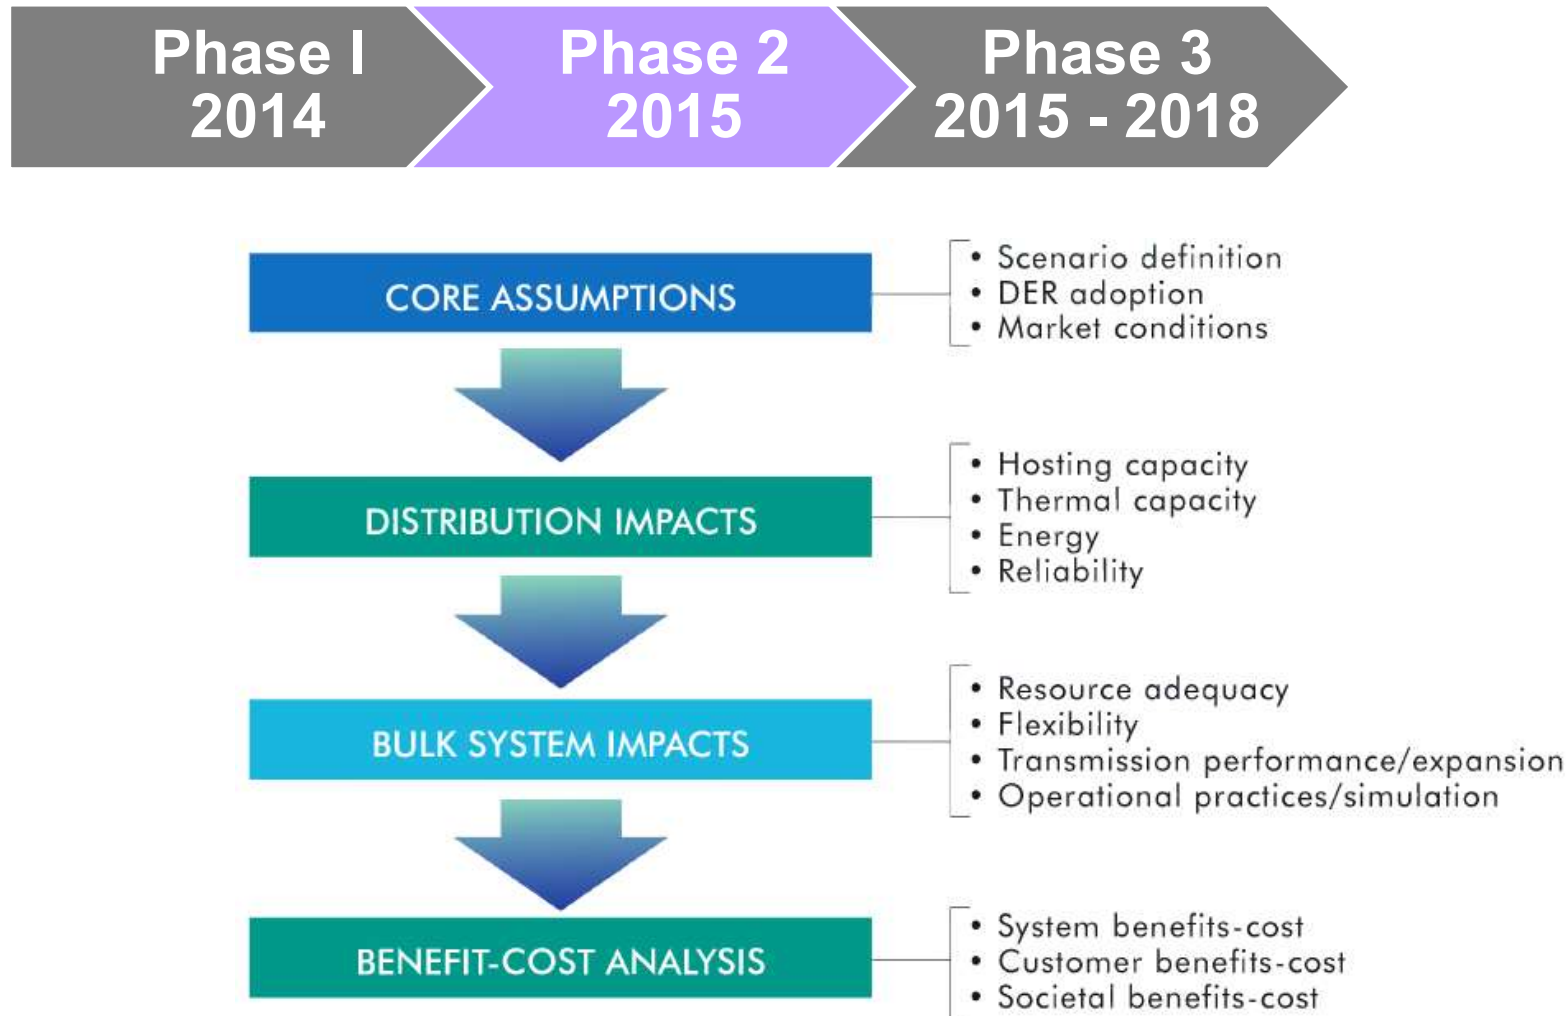 Phase I
2014
Phase 2
2015
Phase 3
2015 - 2018
CORE ASSUMPTIONS
• Scenario definition
• DER adoption
• Market conditions
DISTRIBUTION IMPACTS
• Hosting capacity
• Thermal capacity
• Energy
• Reliability
BULK SYSTEM IMPACTS
• Resource adequacy
• Flexibility
• Transmission performance/expansion
• Operational practices/simulation
BENEFIT-COST ANALYSIS
• System benefits-cost
• Customer benefits-cost
• Societal benefits-cost